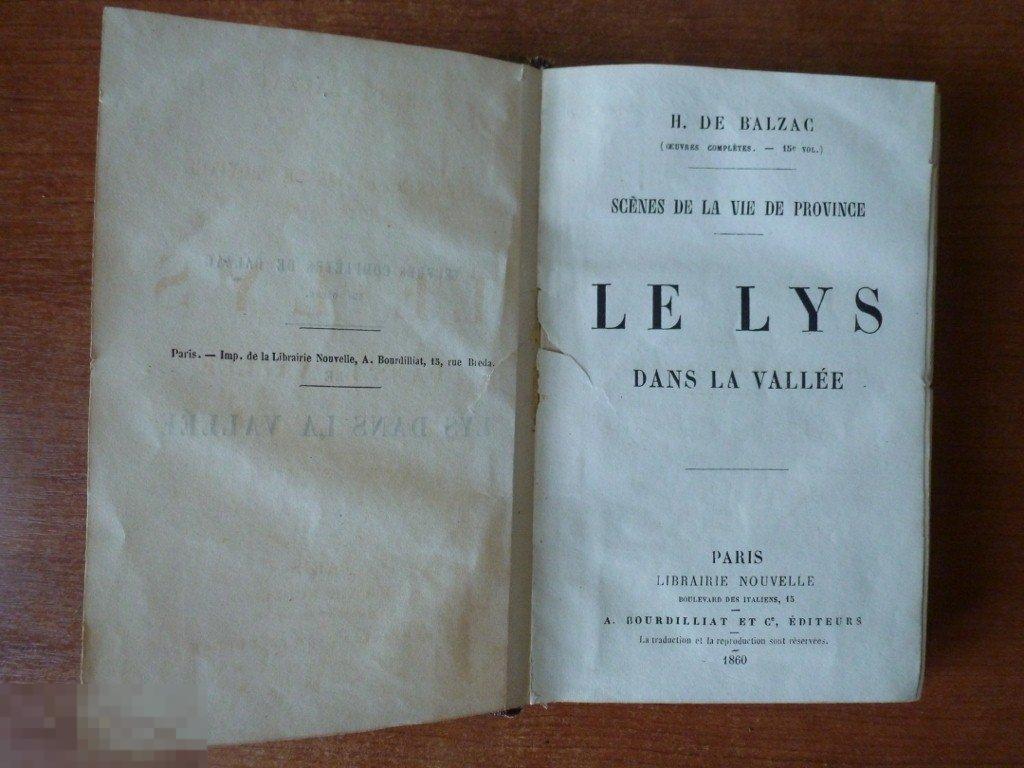 Paris. — Imp. de la Librairie Nouvelle, A. Bourdilliat, 15, rue Breda.
H. DE BALZAC
(ŒUVRES COMPLÈTES. — 15e VOL.)
SCÈNES DE LA VIE DE PROVINCE
LE LYS
DANS LA VALLÉE
PARIS
LIBRAIRIE NOUVELLE
BOULEVARD DES ITALIENS, 15
A. BOURDILLIAT ET Ce, ÉDITEURS
La traduction et la reproduction sont réservées.
1860